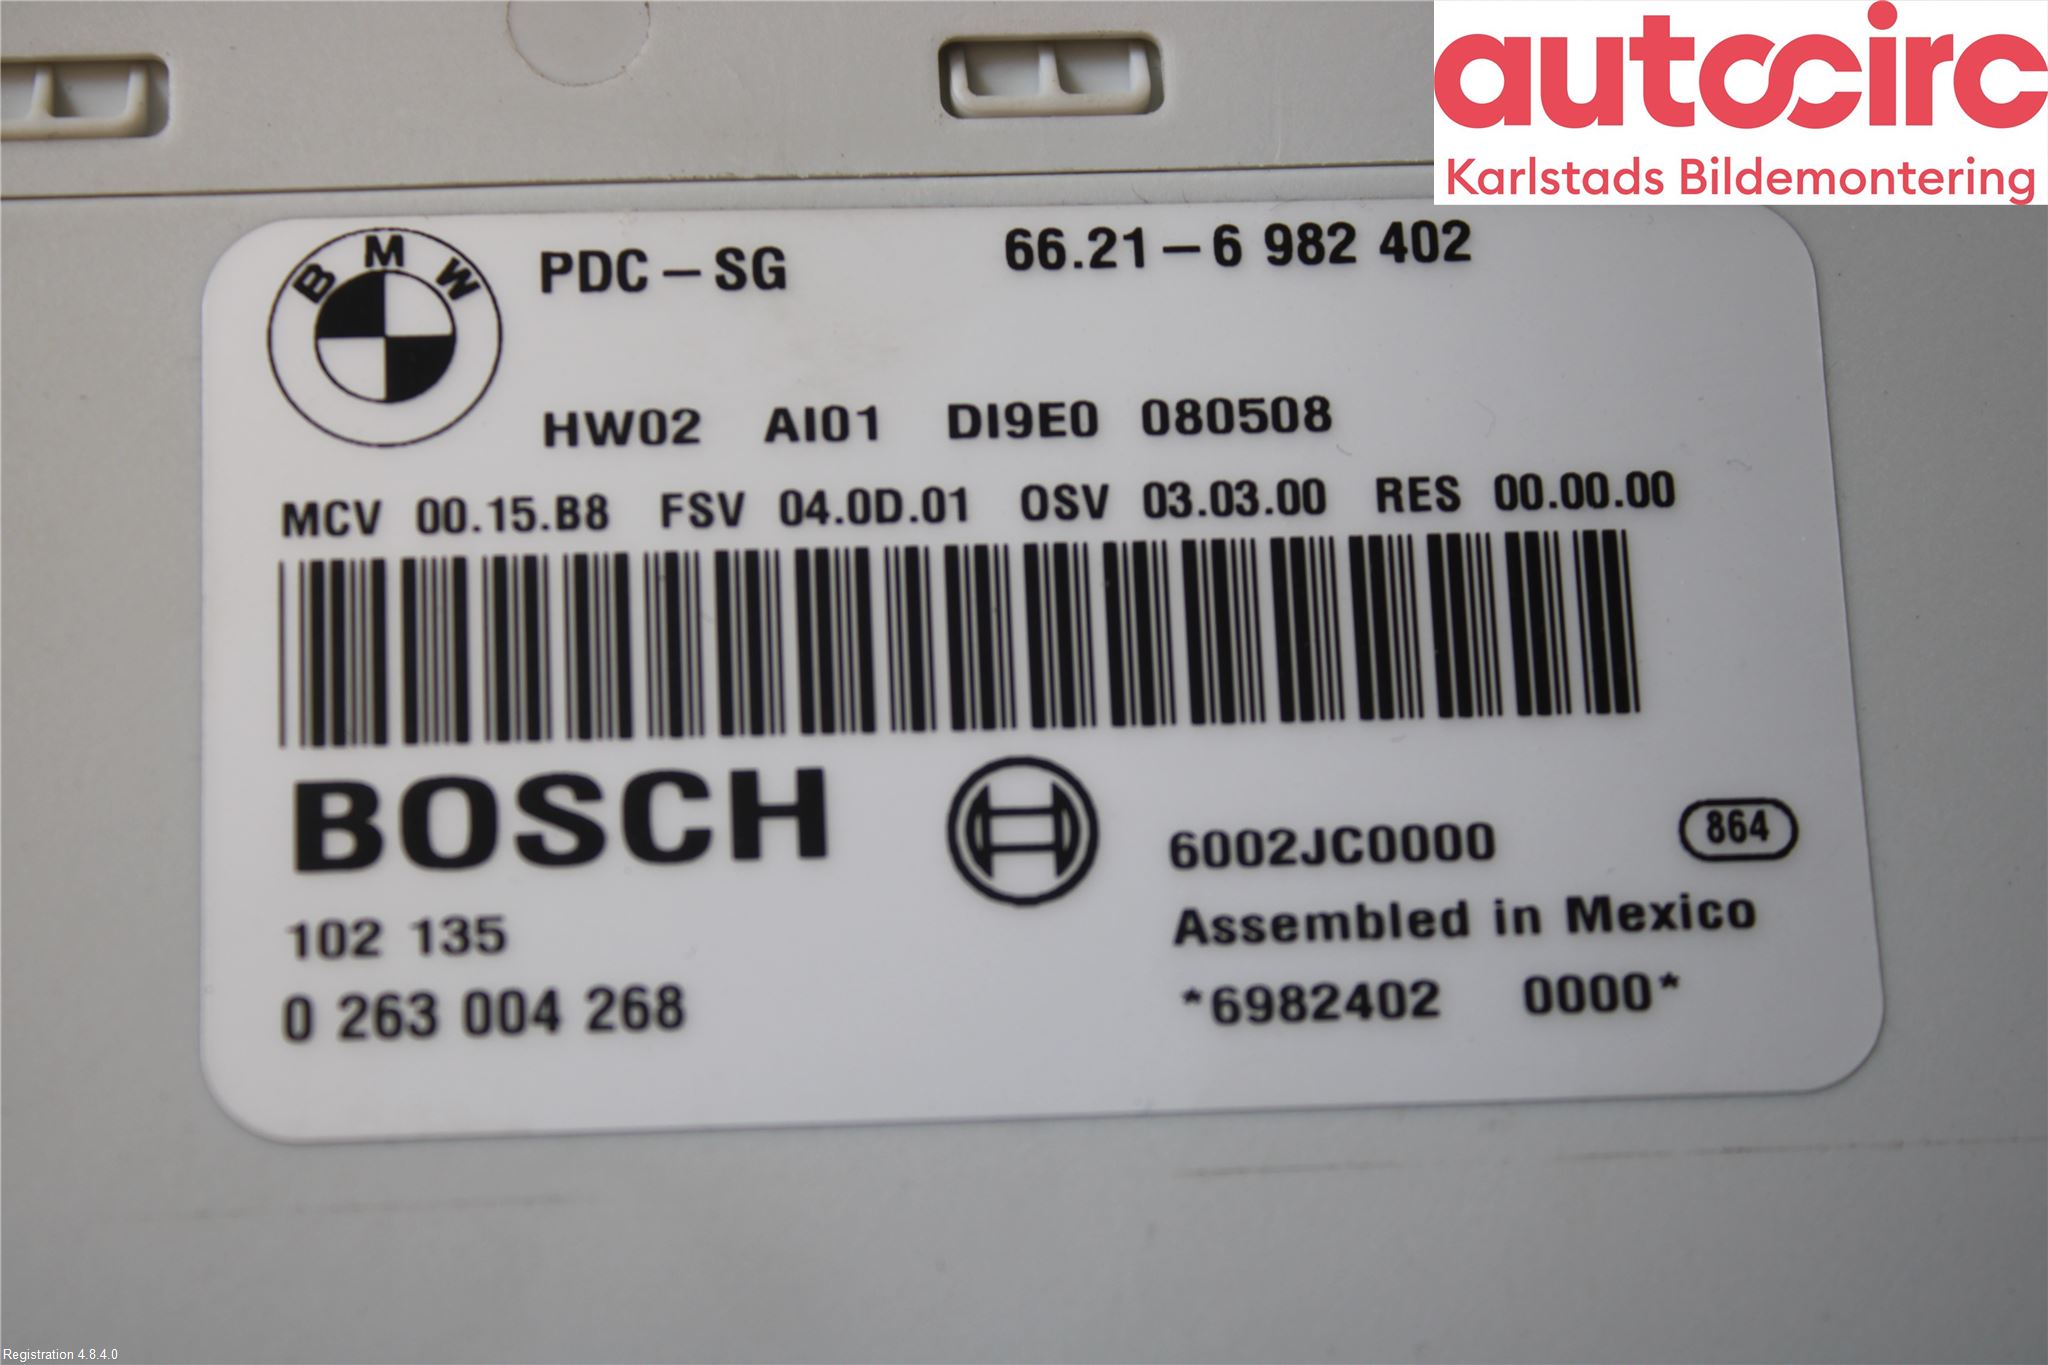 autocirc
Karlstads Bildemontering
BMW
PDC – SG 66.21 – 6 982 402
HW02 AI01 DI9E0 080508
MCV 00.15.B8 FSV 04.0D.01 OSV 03.03.00 RES 00.00.00
BOSCH
6002JC0000 864
102 135 Assembled in Mexico
0 263 004 268 *6982402 0000*
Registration 4.8.4.0